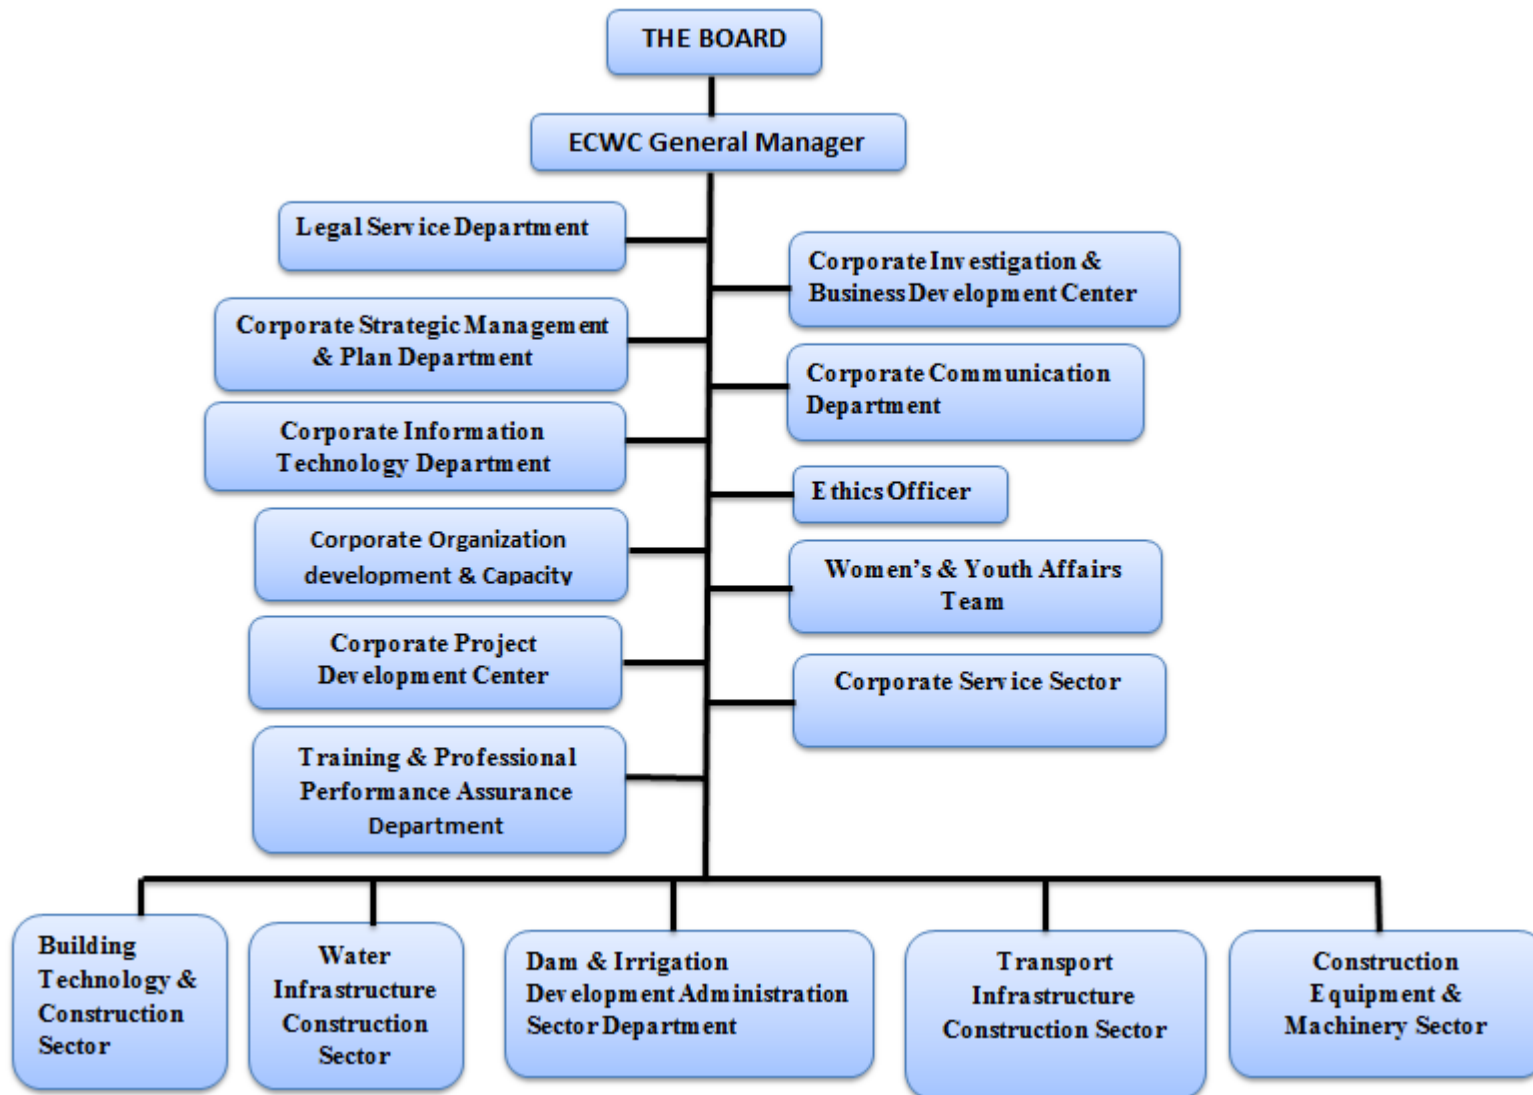 THE BOARD
ECWC General Manager
Legal Service Department
Corporate Investigation &
Business Development Center
Corporate Strategic Management
& Plan Department
Corporate Communication
Department
Corporate Information
Technology Department
Ethics Officer
Corporate Organization
development & Capacity
Women’s & Youth Affairs
Team
Corporate Project
Development Center
Corporate Service Sector
Training & Professional
Performance Assurance
Department
Building
Technology &
Construction
Sector
Water
Infrastructure
Construction
Sector
Dam & Irrigation
Development Administration
Sector Department
Transport
Infrastructure
Construction Sector
Construction
Equipment &
Machinery Sector